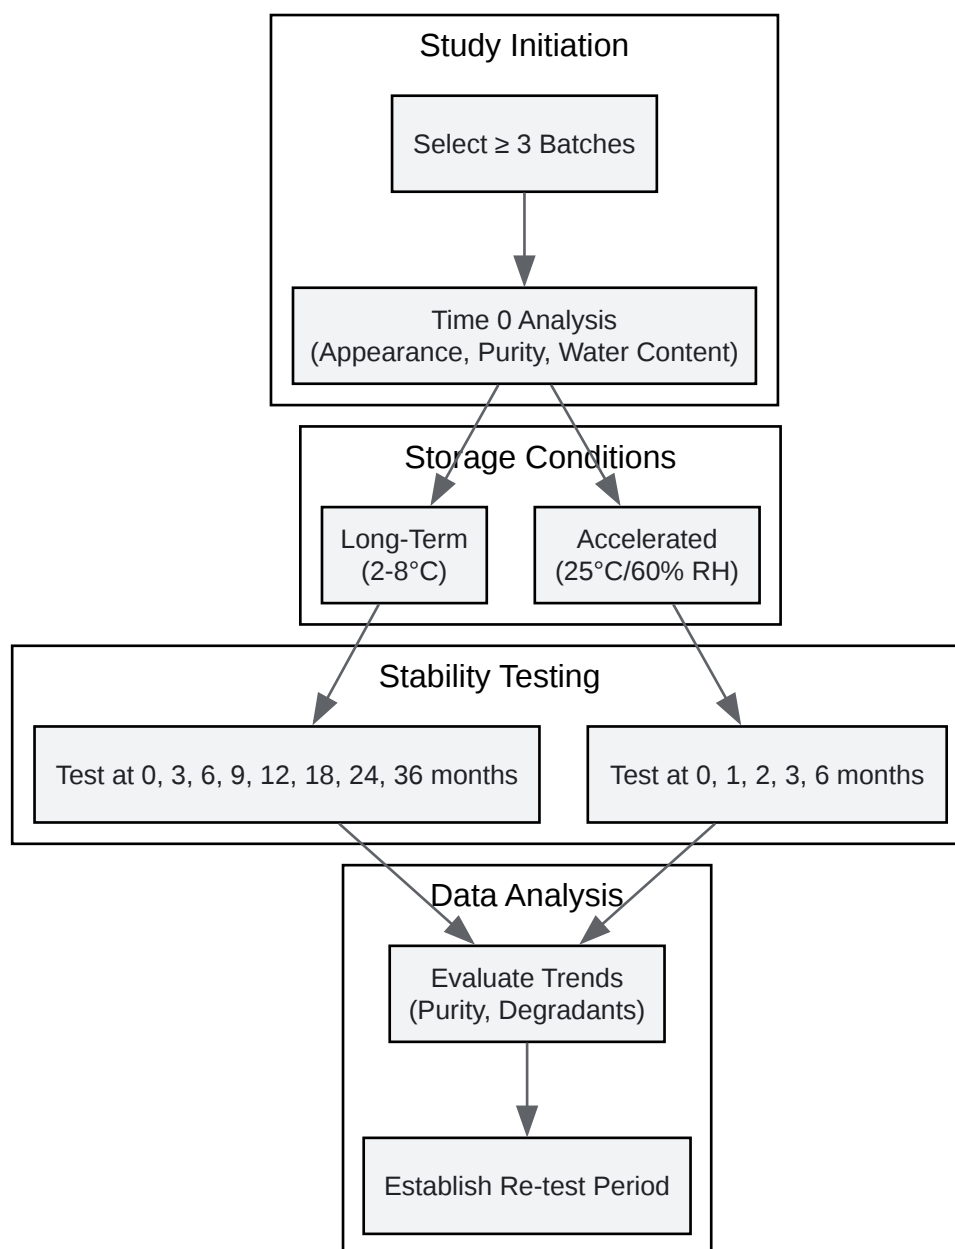 Study Initiation
Select ≥ 3 Batches
Time 0 Analysis
(Appearance, Purity, Water Content)
Storage Conditions
Long-Term
(2-8°C)
Accelerated
(25°C/60% RH)
Stability Testing
Test at 0, 3, 6, 9, 12, 18, 24, 36 months
Test at 0, 1, 2, 3, 6 months
Data Analysis
Evaluate Trends
(Purity, Degradants)
Establish Re-test Period